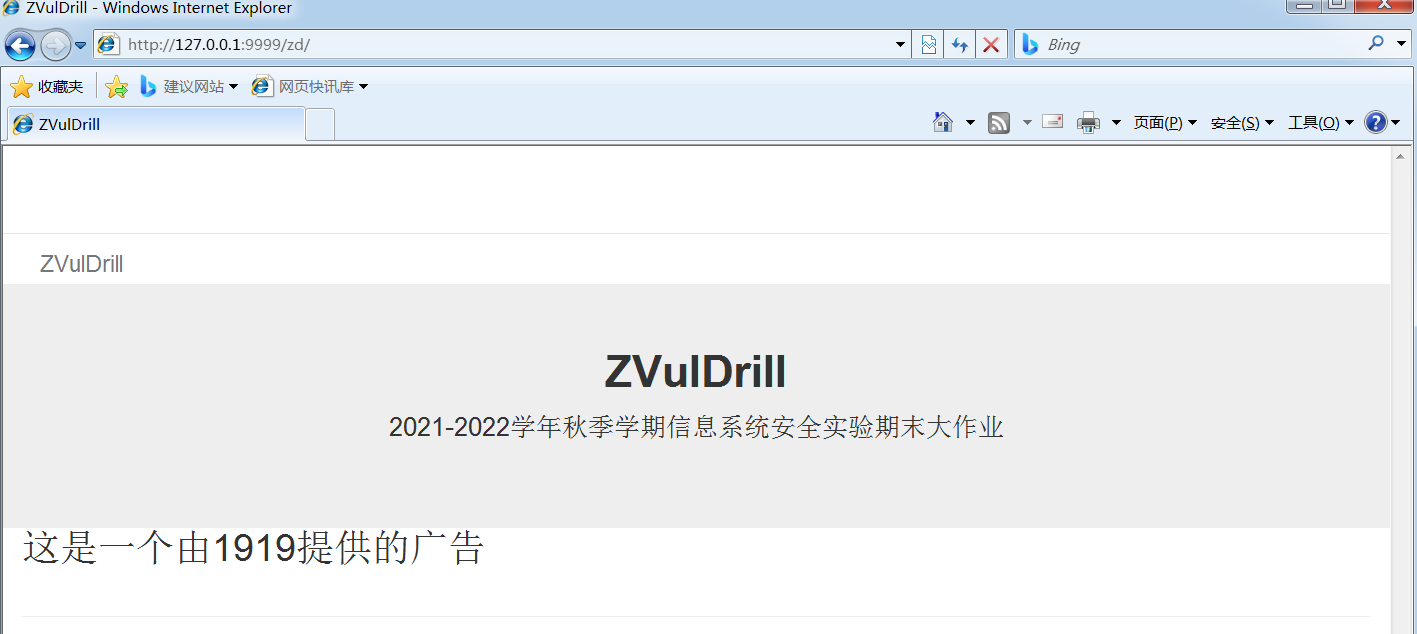 ZVulDrill - Windows Internet Explorer
http://127.0.0.1:9999/zd/
Bing
收藏夹 建议网站 网页快讯库
ZVulDrill 页面(P) 安全(S) 工具(O)
ZVulDrill
ZVulDrill
2021-2022学年秋季学期信息系统安全实验期末大作业
这是一个由1919提供的广告